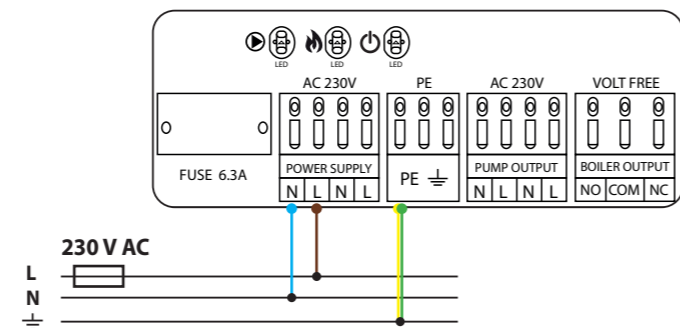 LED LED LED
AC 230V PE AC 230V VOLT FREE
FUSE 6.3A
POWER SUPPLY PE PUMP OUTPUT BOILER OUTPUT
N L N L N L N L NO COM NC
230 V AC
L
N